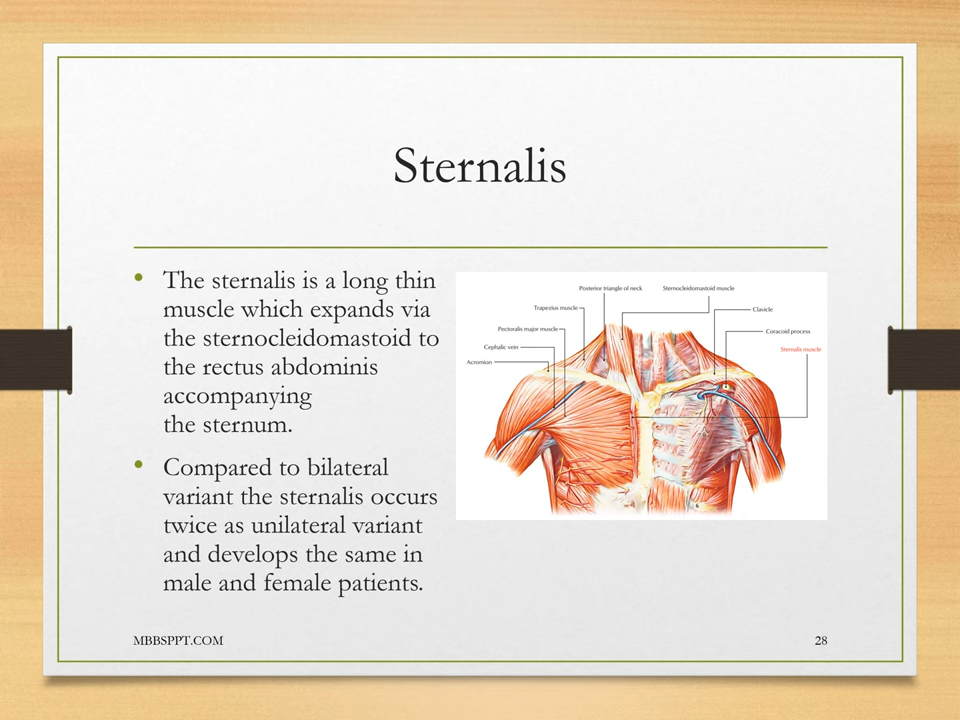 Sternalis
• The sternalis is a long thin
muscle which expands via
the sternocleidomastoid to
the rectus abdominis
accompanying
the sternum.
• Compared to bilateral
variant the sternalis occurs
twice as unilateral variant
and develops the same in
male and female patients.
Posterior triangle of neck
Sternocleidomastoid muscle
Trapezius muscle
Clavicle
Pectoralis major muscle
Coracoid process
Cephalic vein
Sternalis muscle
Acromion
6
MBBSPPT.COM
28